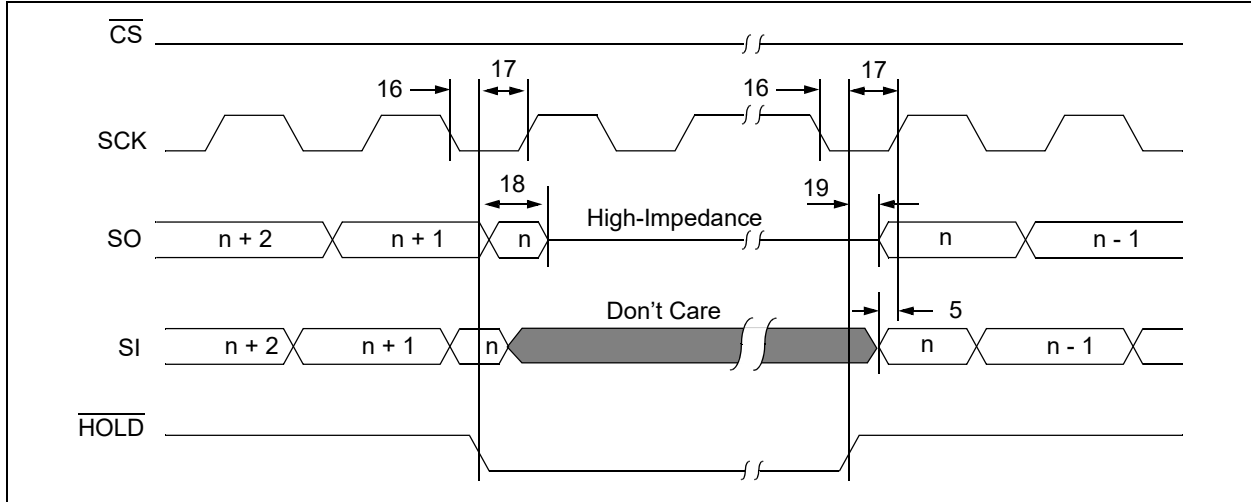 CS
16
17
16
17
SCK
18
19
High-Impedance
SO
n + 2
n + 1
n
n
n - 1
Don't Care
5
SI
n + 2
n + 1
n
n
n - 1
HOLD